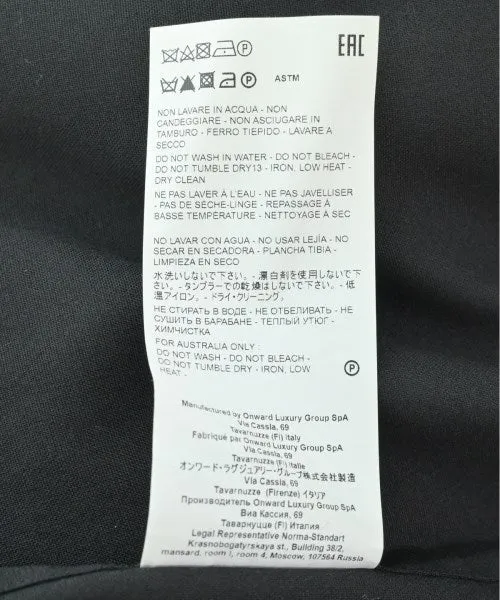 EAC
P
P ASTM
NON LAVARE IN ACQUA - NON
CANDEGGIARE - NON ASCIUGARE IN
TAMBURO - FERRO TIEPIDO - LAVARE A
SECCO
DO NOT WASH IN WATER - DO NOT BLEACH -
DO NOT TUMBLE DRY13 - IRON, LOW HEAT -
DRY CLEAN
NE PAS LAVER À L'EAU - NE PAS JAVELLISER
- PAS DE SÈCHE-LINGE - REPASSAGE À
BASSE TEMPÉRATURE - NETTOYAGE À SEC
NO LAVAR CON AGUA - NO USAR LEJÍA - NO
SECAR EN SECADORA - PLANCHA TIBIA -
LIMPIEZA EN SECO
水洗いしないで下さい。- 漂白剤を使用しないで下
さい。- タンブラーでの乾燥はしないで下さい。- 低
温アイロン。- ドライ・クリーニング。
НЕ СТИРАТЬ В ВОДЕ - НЕ ОТБЕЛИВАТЬ - НЕ
СУШИТЬ В БАРАБАНЕ - ТЕПЛЫЙ УТЮГ -
ХИМЧИСТКА
FOR AUSTRALIA ONLY :
DO NOT WASH - DO NOT BLEACH -
DO NOT TUMBLE DRY - IRON, LOW
HEAT -
P
Manufactured by Onward Luxury Group SpA
Via Cassia, 69
Tavarnuzze (Fi) Italy
Fabriqué par Onward Luxury Group SpA
Via Cassia, 69
Tavarnuzze (Fi) Italie
オンワード・ラグジュアリー・グループ株式会社製造
Via Cassia, 69
Tavarnuzze (Firenze) イタリア
Производитель Onward Luxury Group SpA
Виа Кассия, 69
Таварнуцце (Fi) Италия
Legal Representative Norma-Standart
Krasnobogatyrskaya st., Building 38/2,
mansard, room I, room 4, Moscow, 107564 Russia